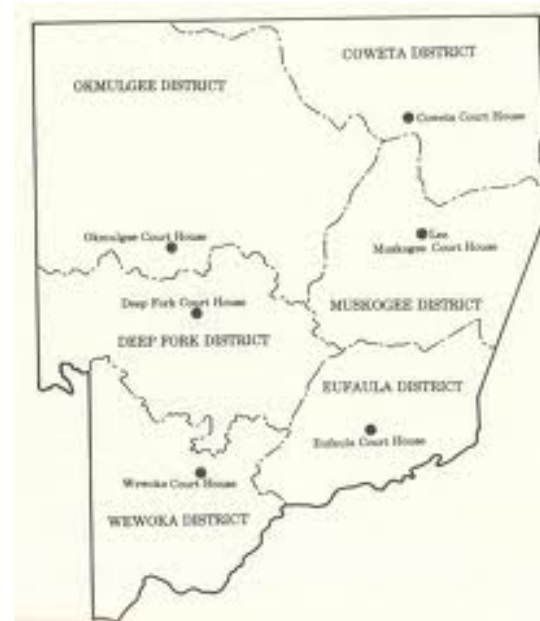 COWETA DISTRICT
OKMULGEE DISTRICT
Coweta Court House
Okmulgee Court House
Lee
Muskogee Court House
Deep Fork Court House
MUSKOGEE DISTRICT
DEEP FORK DISTRICT
EUFAULA DISTRICT
Eufaula Court House
Wewoka Court House
WEWOKA DISTRICT